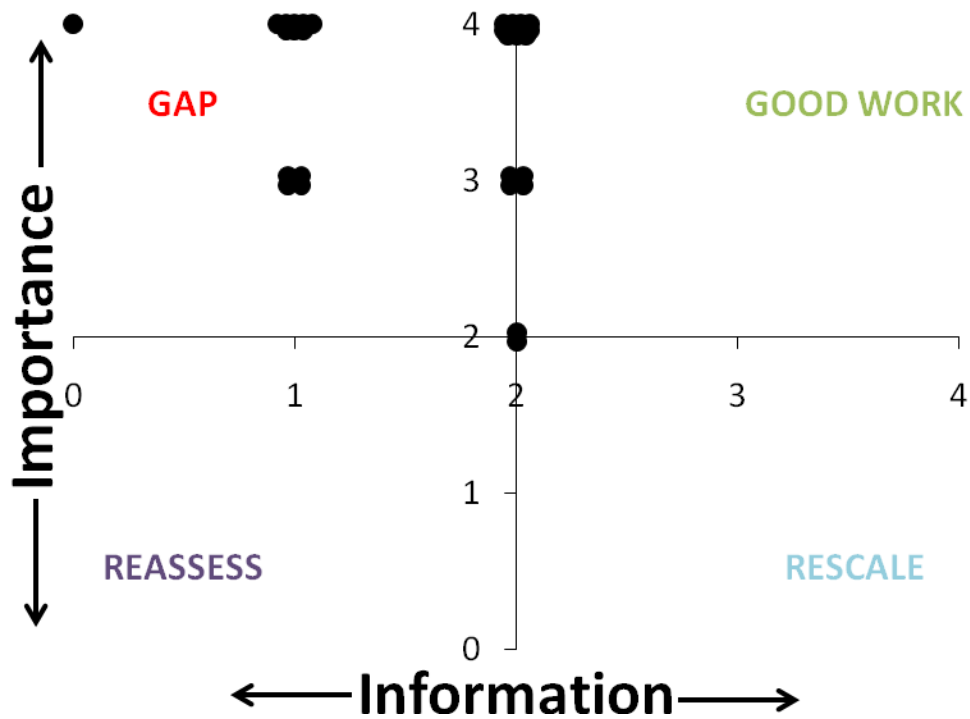 4
GAP
GOOD WORK
3
Importance
2
0 1 2 3 4
1
REASSESS
RESCALE
0
Information